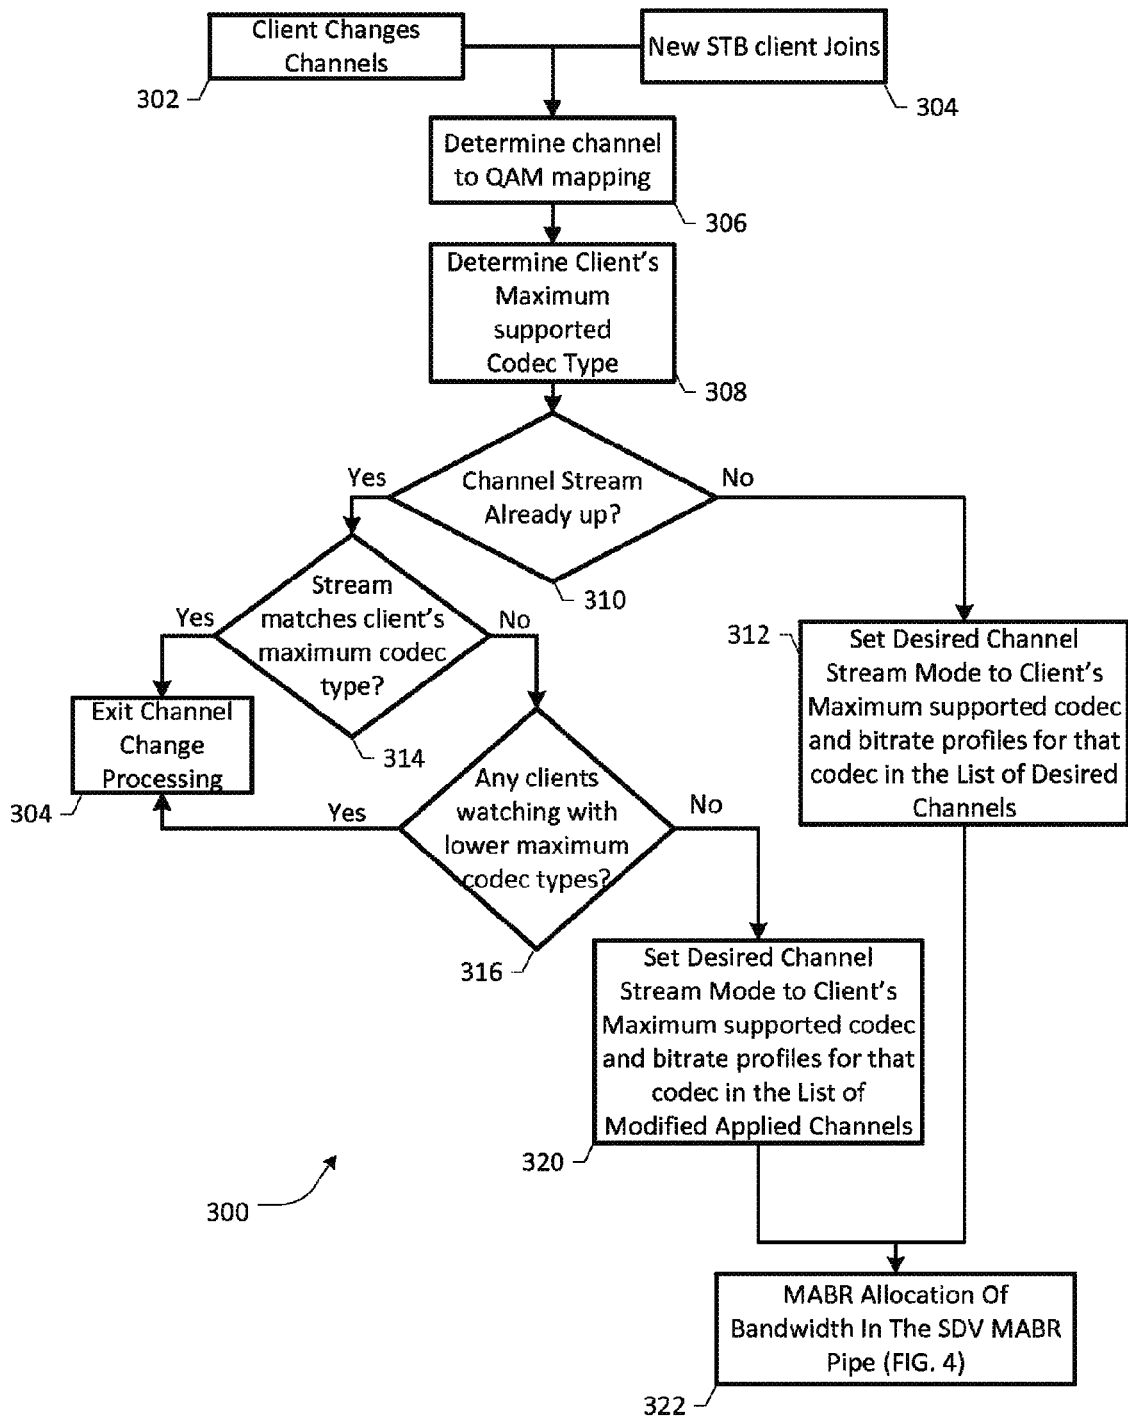 Client Changes
Channels
302
New STB client Joins
304
Determine channel
to QAM mapping
306
Determine Client's
Maximum
supported
Codec Type
308
Yes
Channel Stream
Already up?
No
310
Yes
Stream
matches client's
maximum codec
type?
No
314
312
Set Desired Channel
Stream Mode to Client's
Maximum supported codec
and bitrate profiles for that
codec in the List of Desired
Channels
Exit Channel
Change
Processing
304
Yes
Any clients
watching with
lower maximum
codec types?
No
316
Set Desired Channel
Stream Mode to Client's
Maximum supported codec
and bitrate profiles for that
codec in the List of
Modified Applied Channels
320
300
MABR Allocation Of
Bandwidth In The SDV MABR
Pipe (FIG. 4)
322